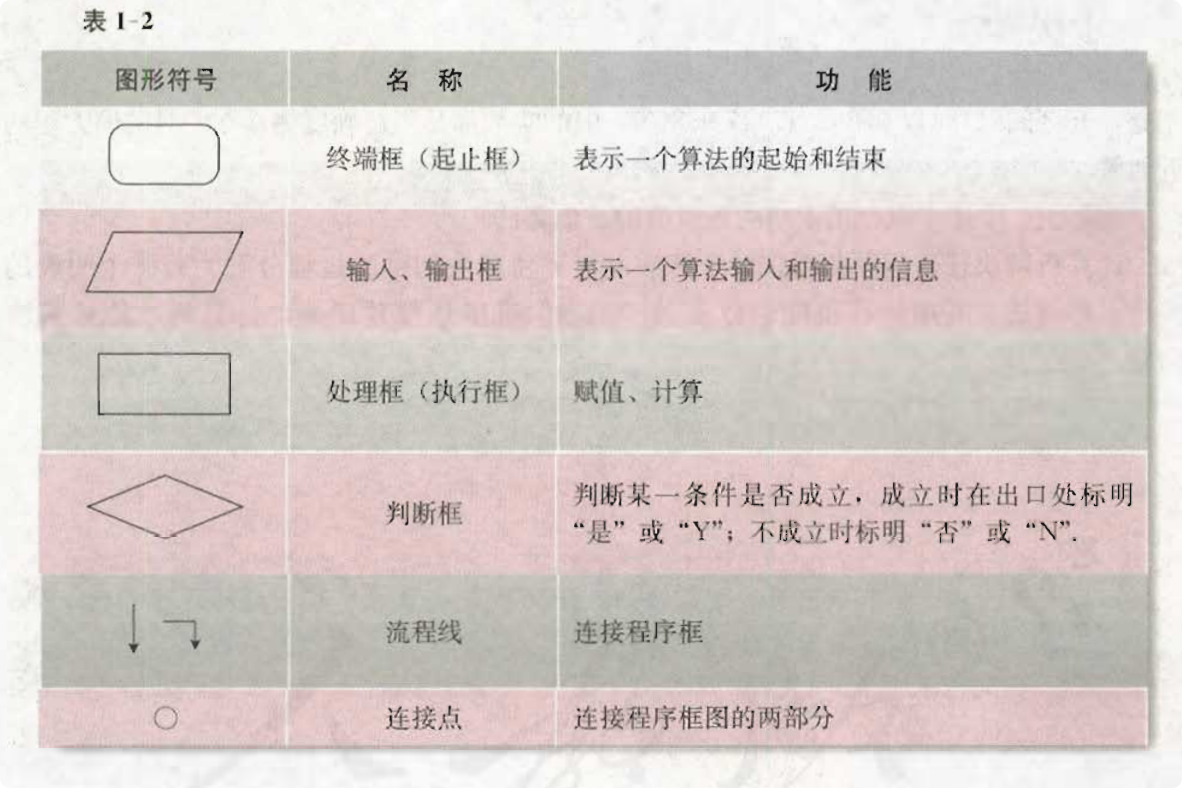 表 1-2
图形符号 名 称 功 能
终端框（起止框） 表示一个算法的起始和结束
输入、输出框 表示一个算法输入和输出的信息
处理框（执行框） 赋值、计算
判断框 判断某一条件是否成立，成立时在出口处标明
“是”或“Y”；不成立时标明“否”或“N”.
流程线 连接程序框
连接点 连接程序框图的两部分